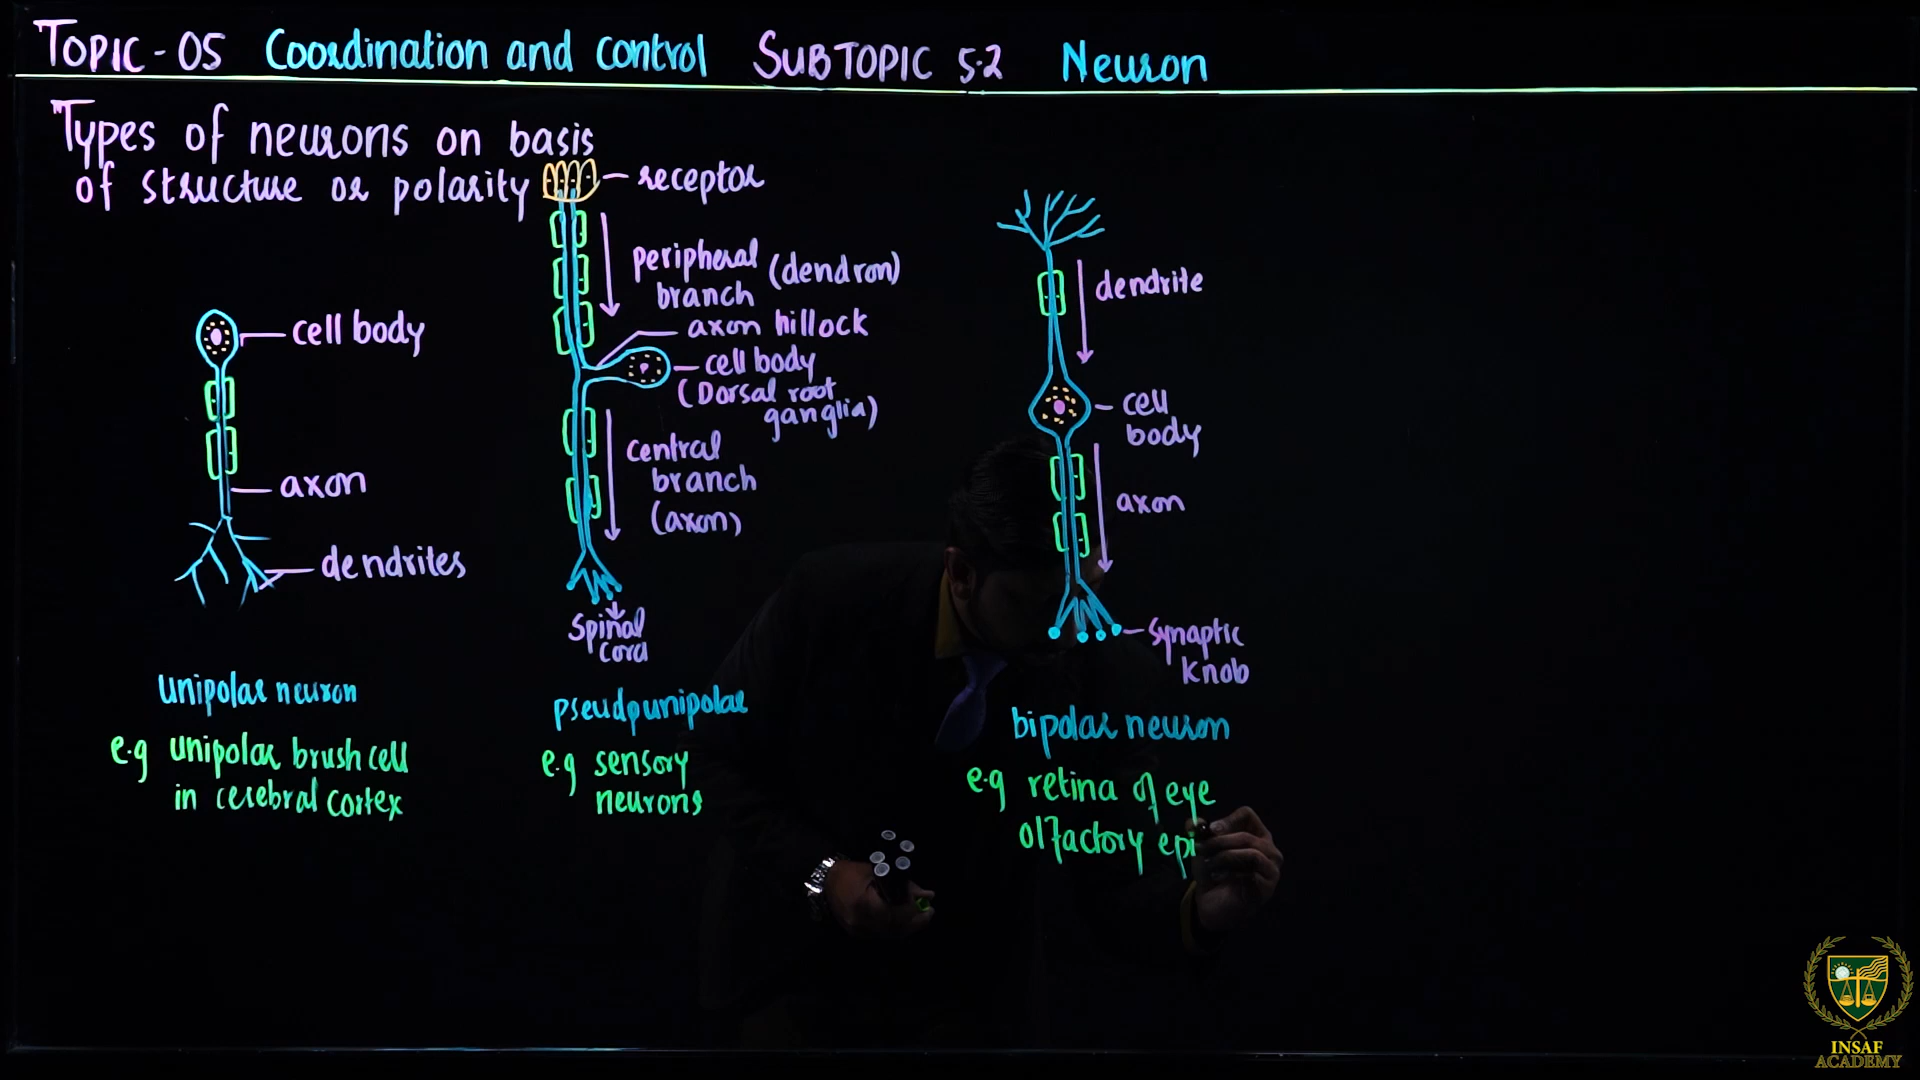 TOPIC - 05 Coordination and control SUBTOPIC 5.2 Neuron
Types of neurons on basis
of structure or polarity
receptor
peripheral (dendron)
branch
axon hillock
cell body
(Dorsal root
ganglia)
central
branch
(axon)
spinal
cord
pseudpunipolar
e.g sensory
neurons
cell body
axon
dendrites
unipolar neuron
e.g unipolar brush cell
in cerebral cortex
dendrite
cell
body
axon
synaptic
knob
bipolar neuron
e.g retina of eye
olfactory epi
INSAF
ACADEMY